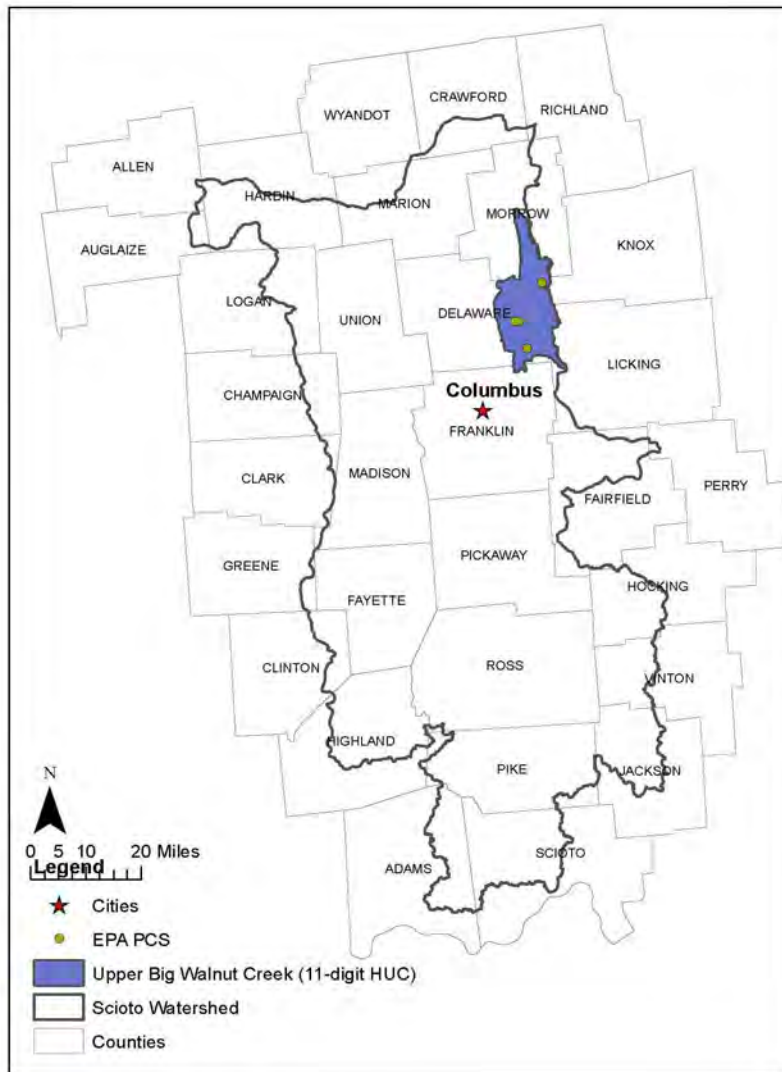 CRAWFORD
WYANDOT
RICHLAND
ALLEN
HARDIN
MARION
MORROW
AUGLAIZE
KNOX
LOGAN
UNION
DELAWARE
LICKING
CHAMPAIGN
Columbus
FRANKLIN
CLARK
MADISON
FAIRFIELD
PERRY
GREENE
PICKAWAY
HOCKING
FAYETTE
CLINTON
ROSS
VINTON
HIGHLAND
PIKE
JACKSON
ADAMS
SCIOTO
N
0 5 10 20 Miles
Legend
Cities
EPA PCS
Upper Big Walnut Creek (11-digit HUC)
Scioto Watershed
Counties